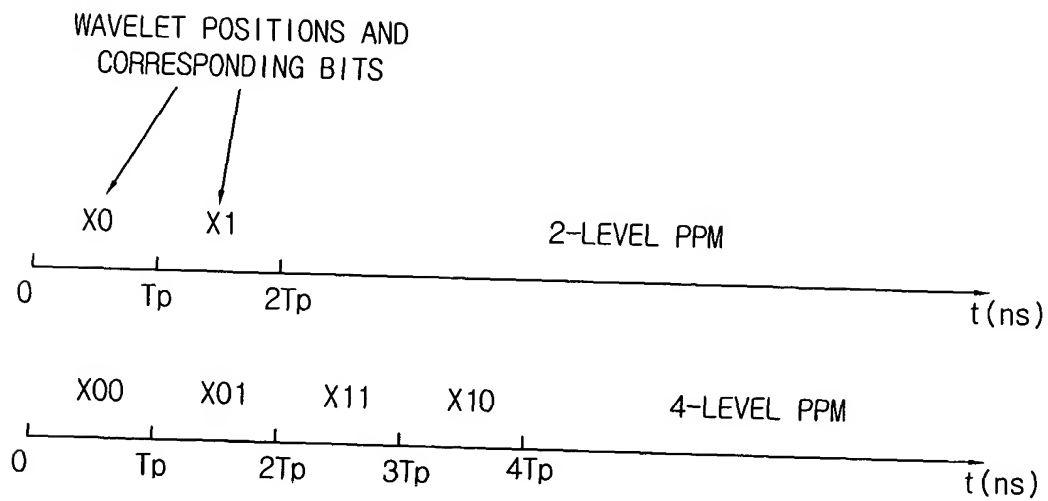 WAVELET POSITIONS AND
CORRESPONDING BITS
X0 X1 2-LEVEL PPM
0 Tp 2Tp t(ns)
X00 X01 X11 X10 4-LEVEL PPM
0 Tp 2Tp 3Tp 4Tp t(ns)